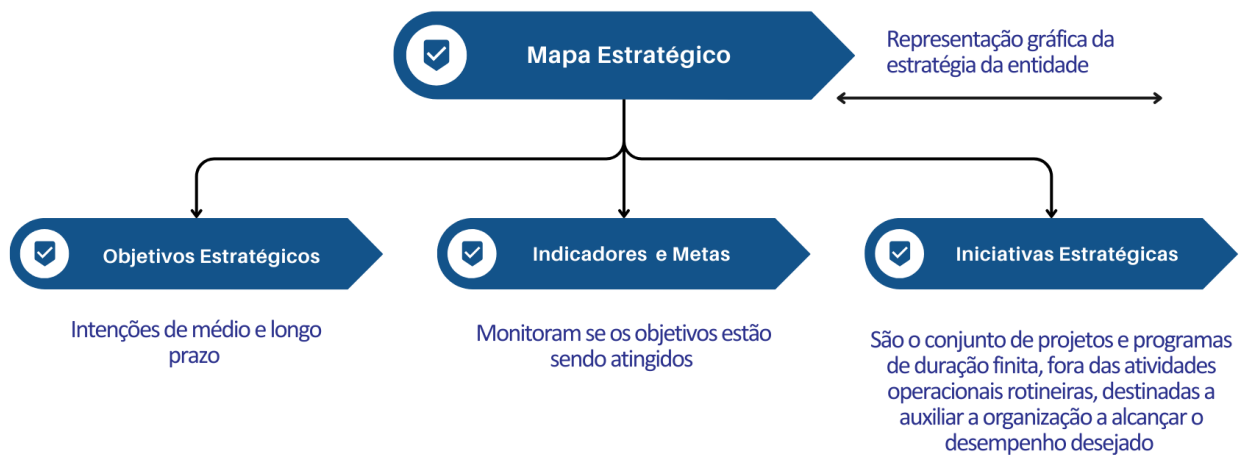 Mapa Estratégico
Representação gráfica da
estratégia da entidade
Objetivos Estratégicos
Intenções de médio e longo
prazo
Indicadores e Metas
Monitoram se os objetivos estão
sendo atingidos
Iniciativas Estratégicas
São o conjunto de projetos e programas
de duração finita, fora das atividades
operacionais rotineiras, destinadas a
auxiliar a organização a alcançar o
desempenho desejado